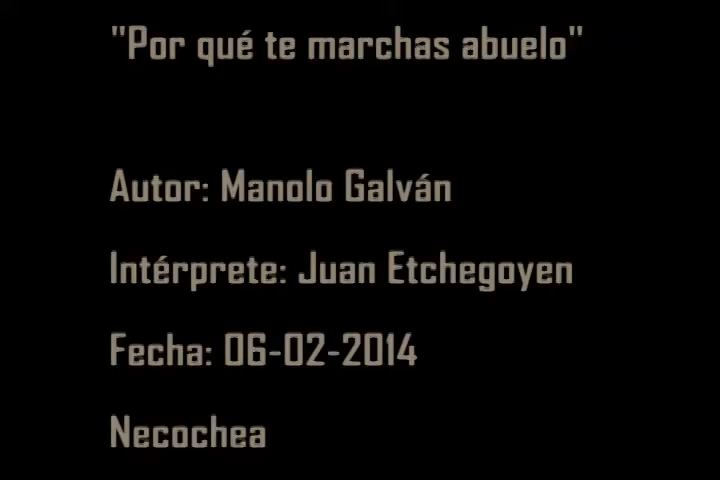 "Por qué te marchas abuelo"
Autor: Manolo Galván
Intérprete: Juan Etchegoyen
Fecha: 06-02-2014
Necochea